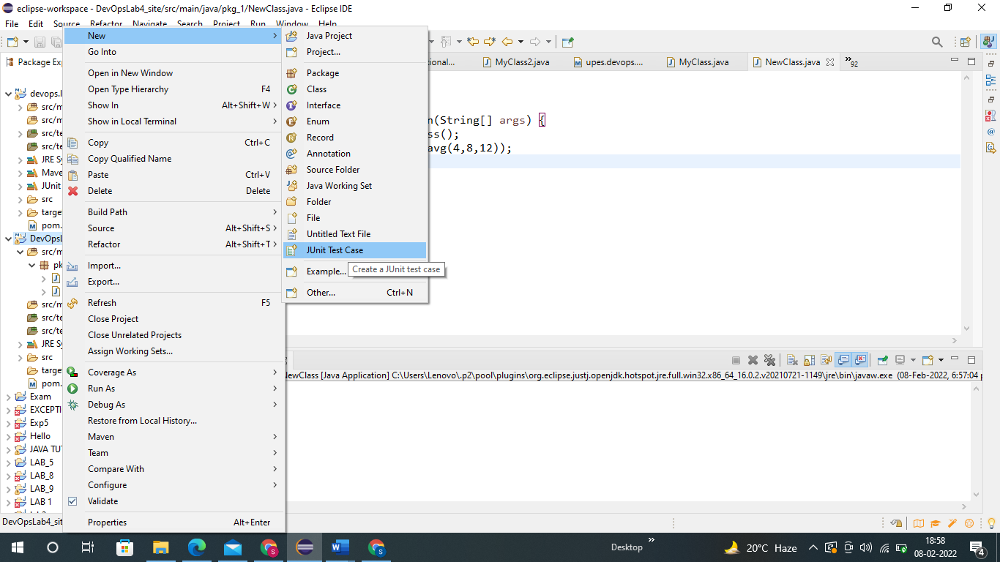 eclipse-workspace - DevOpsLab4_site/src/main/java/pkg_1/NewClass.java - Eclipse IDE
File Edit Source Refactor Navigate Search Project Run Window Help
Package Ex
MyClass2.java upes.devops.... MyClass.java NewClass.java 92
New
Go Into
Open in New Window
Open Type Hierarchy F4
Show In Alt+Shift+W
Show in Local Terminal
Copy Ctrl+C
Copy Qualified Name
Paste Ctrl+V
Delete Delete
Build Path
Source Alt+Shift+S
Refactor Alt+Shift+T
Import...
Export...
Refresh F5
Close Project
Close Unrelated Projects
Assign Working Sets...
Coverage As
Run As
Debug As
Restore from Local History...
Maven
Team
Compare With
Configure
Validate
Properties Alt+Enter
Java Project
Project...
Package
Class
Interface
Enum
Record
Annotation
Source Folder
Java Working Set
Folder
File
Untitled Text File
JUnit Test Case
Create a JUnit test case
Example...
Other... Ctrl+N
n(String[] args) {
ss();
avg(4,8,12));
devops.l
src/m
src/m
src/te
src/te
JRE Sy
Mave
JUnit
src
target
pom.
DevOpsL
src/m
pk
src/m
src/te
src/te
JRE Sy
src
target
pom.
Exam
EXCEPTI
Exp5
Hello
JAVA TUT
LAB_5
LAB_8
LAB_9
LAB 1
NewClass [Java Application] C:\Users\Lenovo\.p2\pool\plugins\org.eclipse.justj.openjdk.hotspot.jre.full.win32.x86_64_16.0.2.v20210721-1149\jre\bin\javaw.exe (08-Feb-2022, 6:57:04 p
DevOpsLab4_sit
Desktop
20°C Haze
18:58
08-02-2022
4